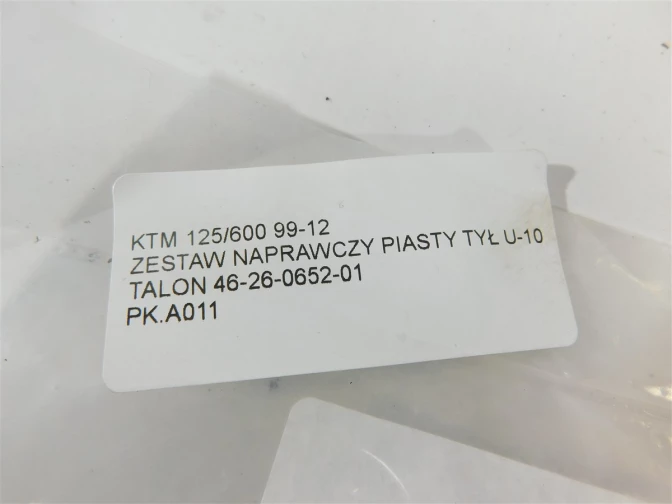 KTM 125/600 99-12
ZESTAW NAPRAWCZY PIASTY TYŁ U-10
TALON 46-26-0652-01
PK.A011